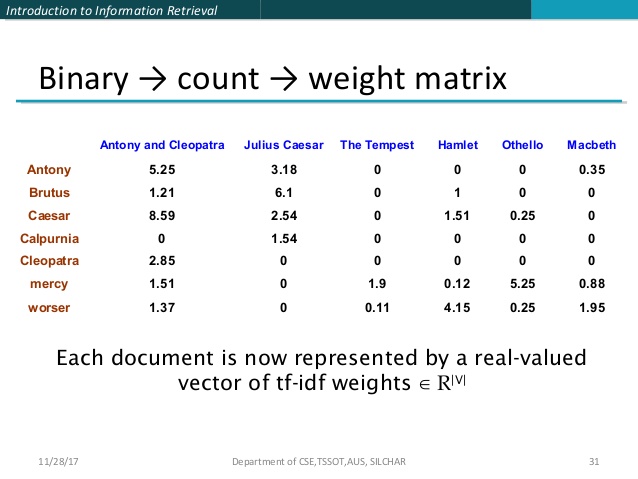 Introduction to Information Retrieval
Binary → count → weight matrix
Antony and Cleopatra Julius Caesar The Tempest Hamlet Othello Macbeth
Antony 5.25 3.18 0 0 0 0.35
Brutus 1.21 6.1 0 1 0 0
Caesar 8.59 2.54 0 1.51 0.25 0
Calpurnia 0 1.54 0 0 0 0
Cleopatra 2.85 0 0 0 0 0
mercy 1.51 0 1.9 0.12 5.25 0.88
worser 1.37 0 0.11 4.15 0.25 1.95
Each document is now represented by a real-valued
vector of tf-idf weights ∈ R|V|
11/28/17 Department of CSE,TSSOT,AUS, SILCHAR 31